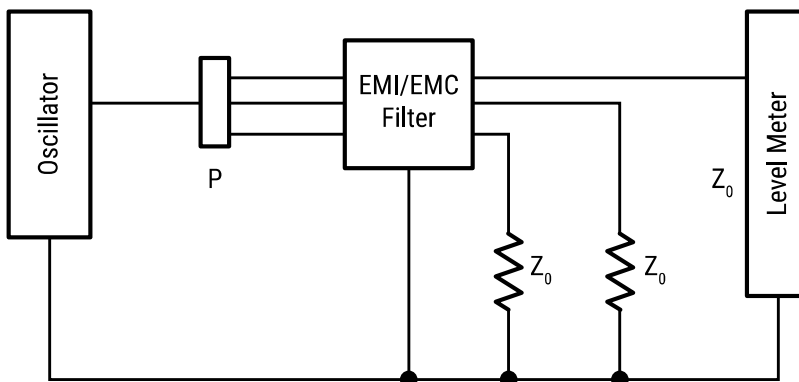 Oscillator
P
EMI/EMC
Filter
Z₀
Z₀
Z₀
Level Meter